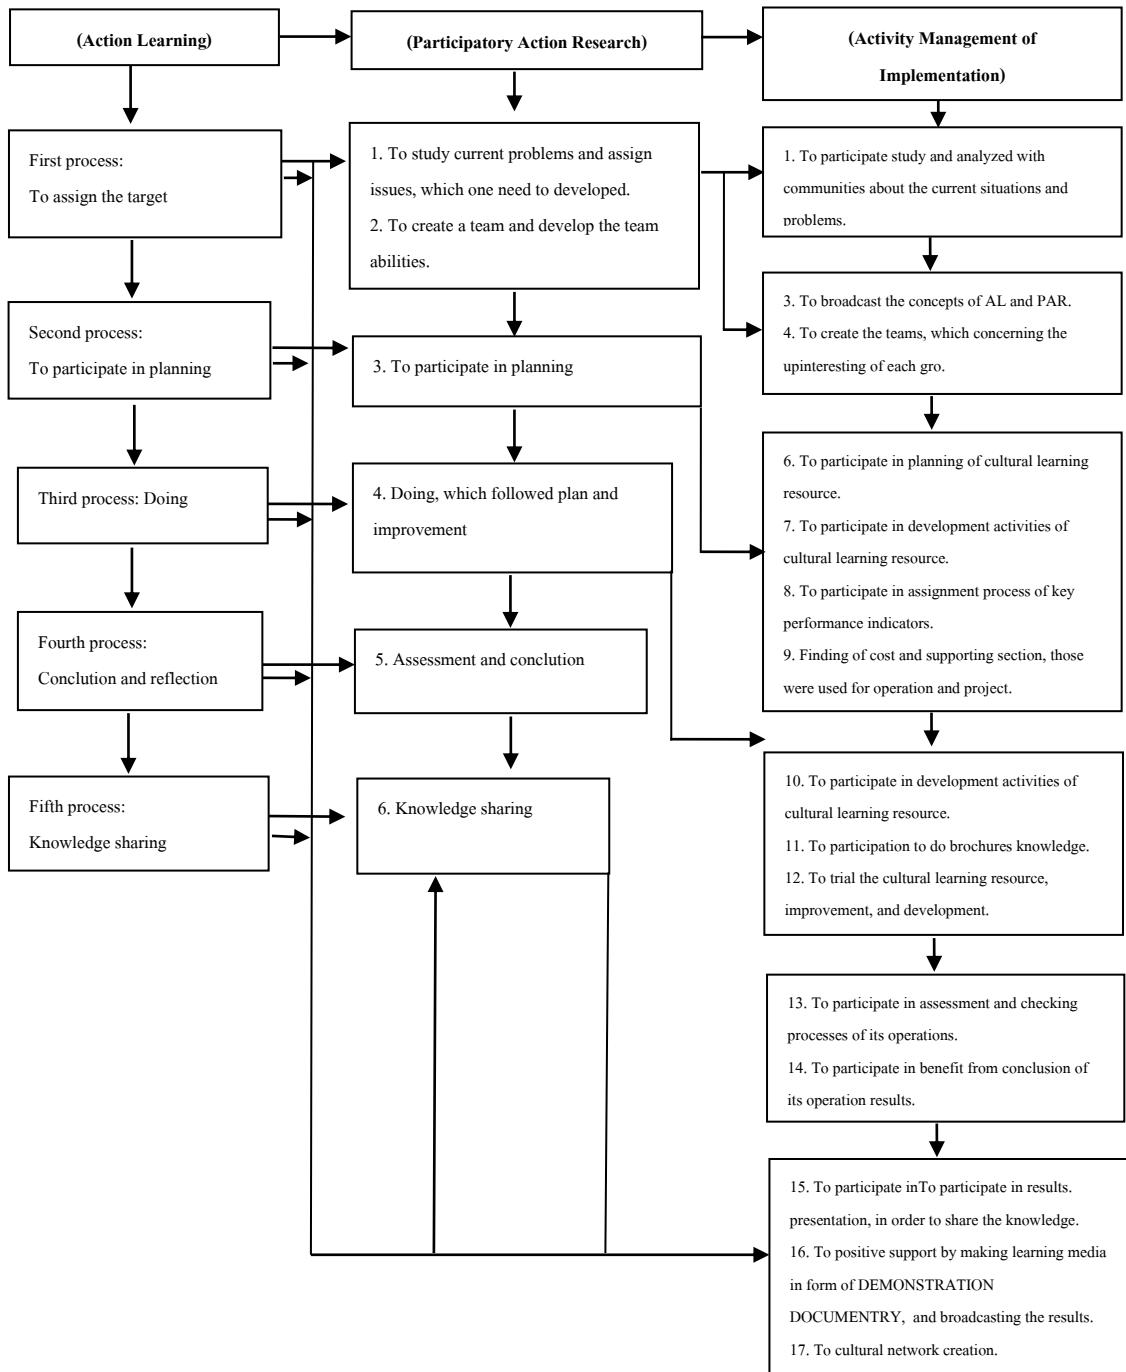 (Action Learning)
(Participatory Action Research)
(Activity Management of
Implementation)
First process:
To assign the target
Second process:
To participate in planning
Third process: Doing
Fourth process:
Conclution and reflection
Fifth process:
Knowledge sharing
1. To study current problems and assign
issues, which one need to developed.
2. To create a team and develop the team
abilities.
3. To participate in planning
4. Doing, which followed plan and
improvement
5. Assessment and conclution
6. Knowledge sharing
1. To participate study and analyzed with
communities about the current situations and
problems.
3. To broadcast the concepts of AL and PAR.
4. To create the teams, which concerning the
upinteresting of each gro.
6. To participate in planning of cultural learning
resource.
7. To participate in development activities of
cultural learning resource.
8. To participate in assignment process of key
performance indicators.
9. Finding of cost and supporting section, those
were used for operation and project.
10. To participate in development activities of
cultural learning resource.
11. To participation to do brochures knowledge.
12. To trial the cultural learning resource,
improvement, and development.
13. To participate in assessment and checking
processes of its operations.
14. To participate in benefit from conclusion of
its operation results.
15. To participate inTo participate in results.
presentation, in order to share the knowledge.
16. To positive support by making learning media
in form of DEMONSTRATION
DOCUMENTRY, and broadcasting the results.
17. To cultural network creation.